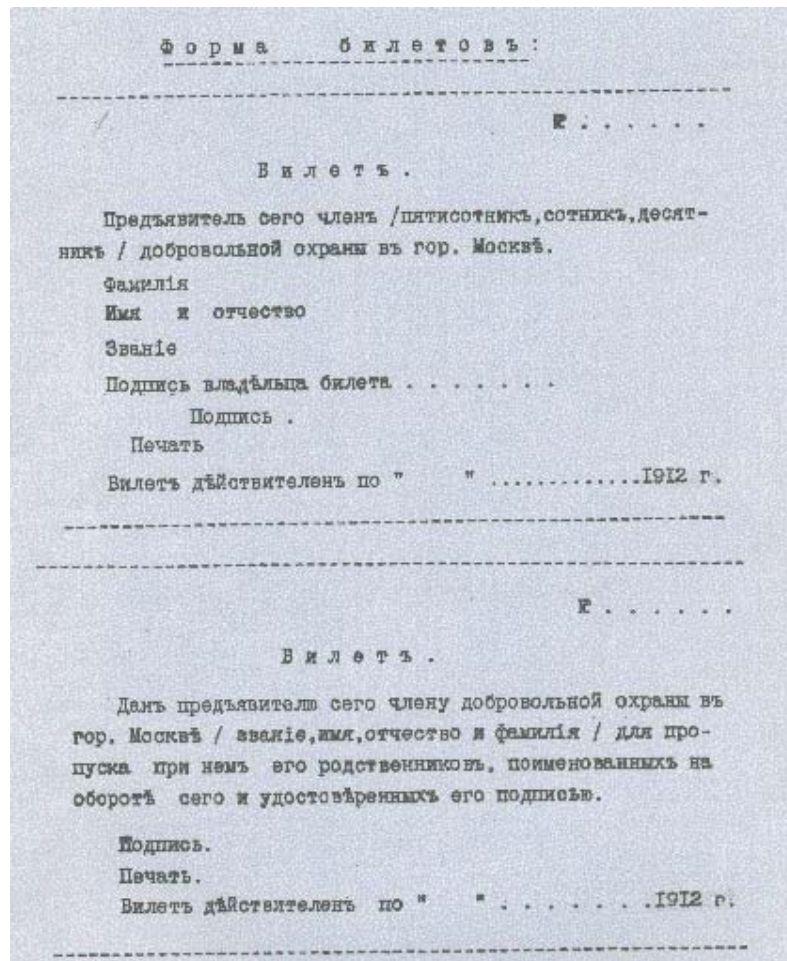 Форма билетовъ:
№ . . . . . .
Билетъ.
Предъявитель сего членъ /пятисотникъ,сотникъ,десят-
никъ / добровольной охраны въ гор. Москвѣ.
Фамилія
Имя и отчество
Званіе
Подпись владѣльца билета . . . . . . .
Подпись .
Печать
Билетъ дѣйствителенъ по " " .............1912 г.
№ . . . . . .
Билетъ.
Данъ предъявителю сего члену добровольной охраны въ
гор. Москвѣ / званіе,имя,отчество и фамилія / для про-
пуска при немъ его родственниковъ, поименованныхъ на
оборотѣ сего и удостовѣренныхъ его подписью.
Подпись.
Печать.
Билетъ дѣйствителенъ по " " . . . . . . . .1912 г.